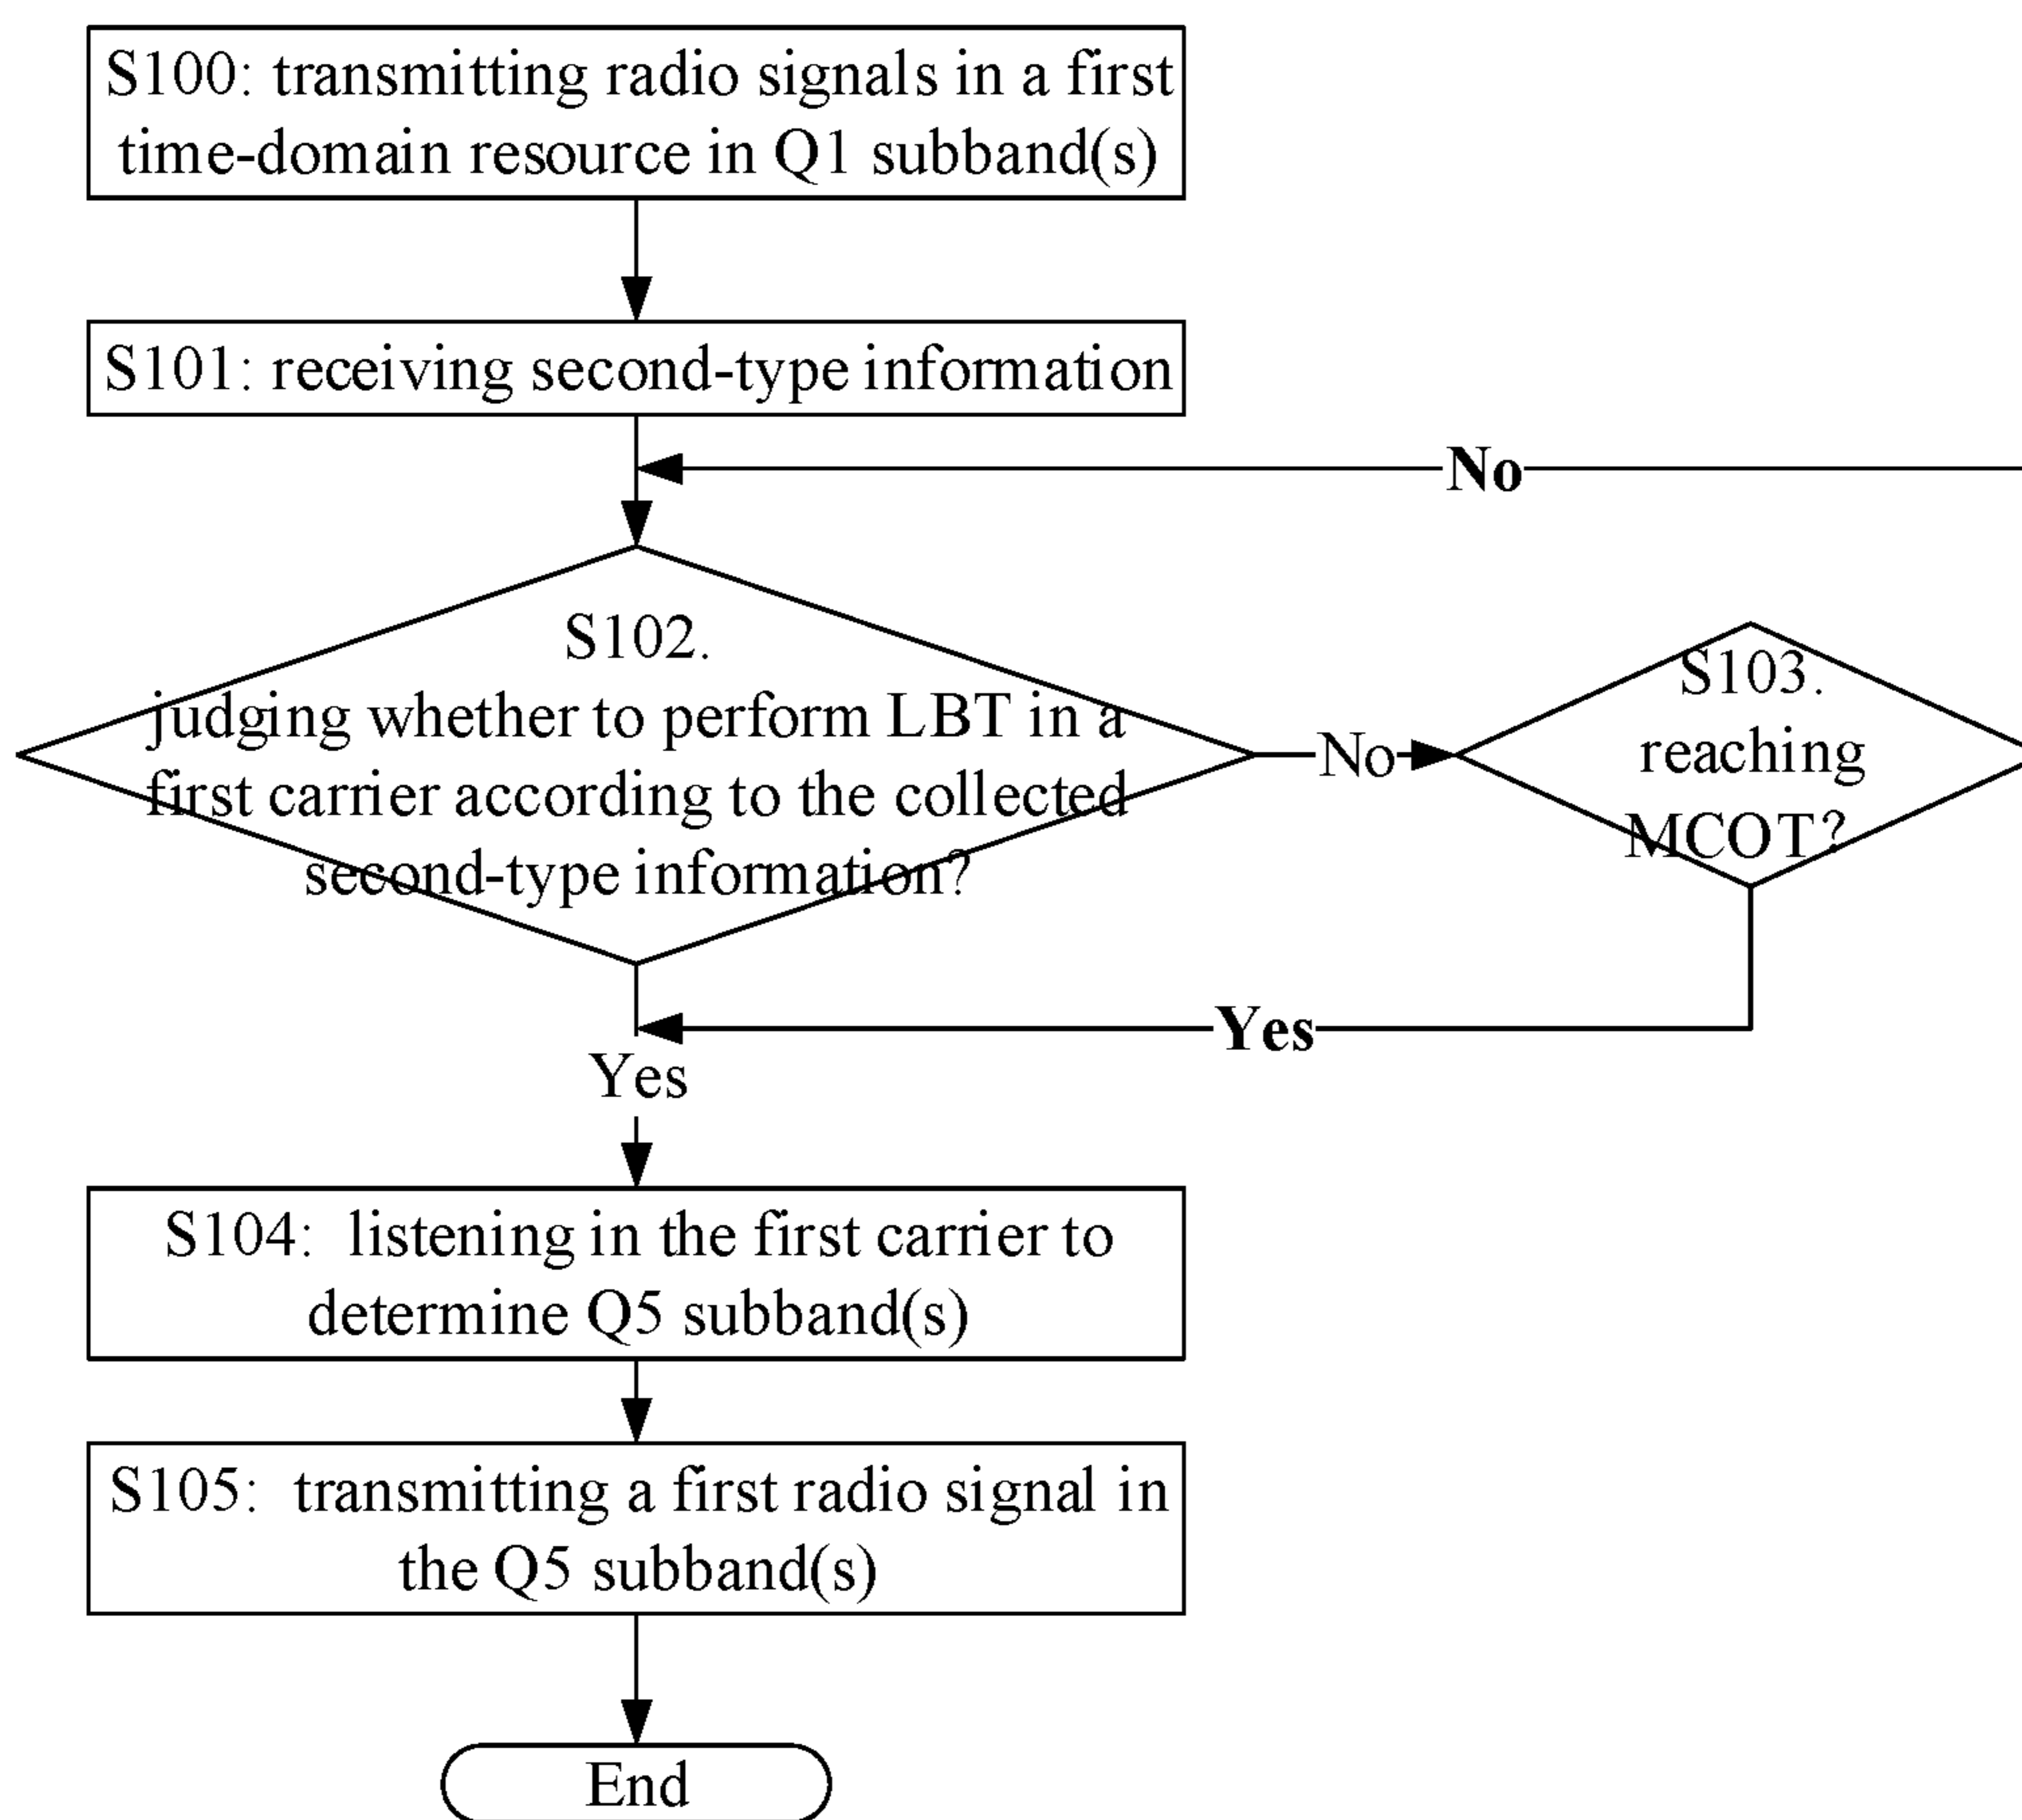 S100: transmitting radio signals in a first
time-domain resource in Q1 subband(s)
S101: receiving second-type information
No
S102.
judging whether to perform LBT in a
first carrier according to the collected
second-type information?
No
S103.
reaching
MCOT?
Yes
Yes
S104: listening in the first carrier to
determine Q5 subband(s)
S105: transmitting a first radio signal in
the Q5 subband(s)
End